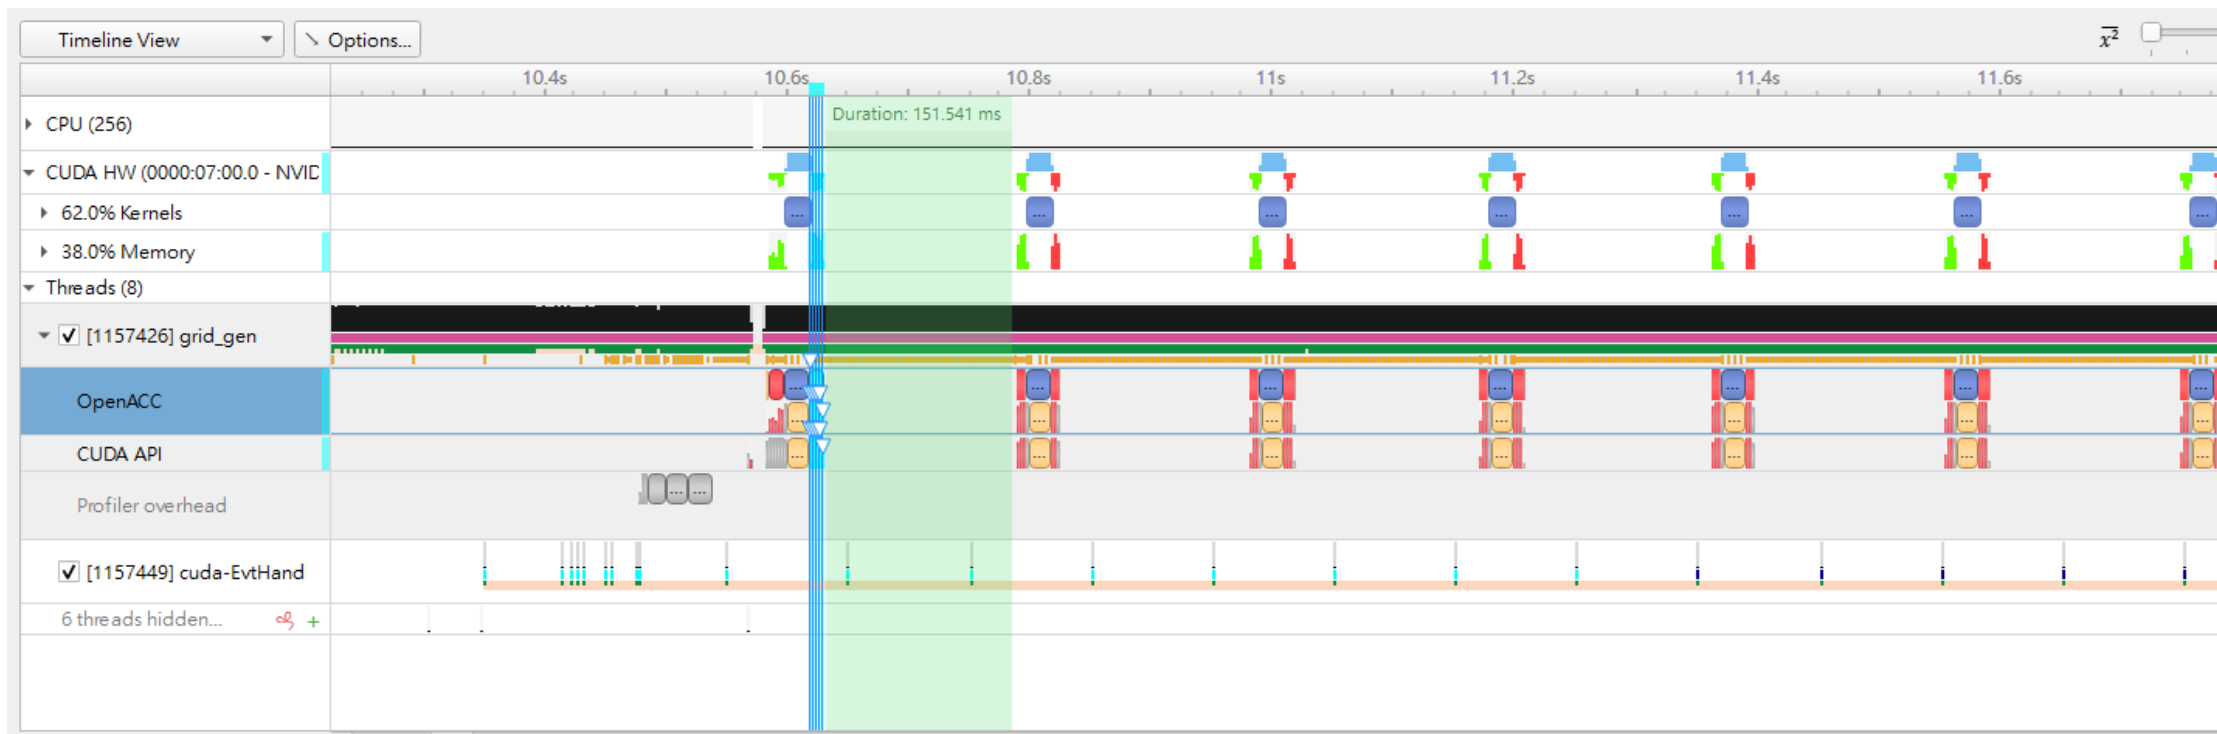 Timeline View
Options...
x²
10.4s 10.6s 10.8s 11s 11.2s 11.4s 11.6s
Duration: 151.541 ms
CPU (256)
CUDA HW (0000:07:00.0 - NVID
62.0% Kernels
38.0% Memory
Threads (8)
[1157426] grid_gen
OpenACC
CUDA API
Profiler overhead
[1157449] cuda-EvtHand
6 threads hidden...